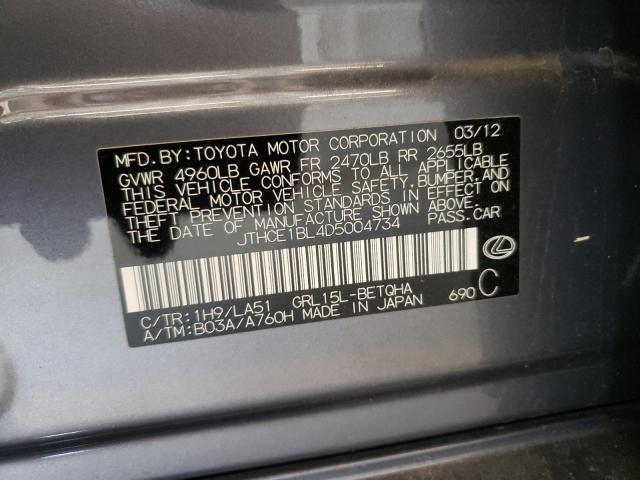 MFD.BY:TOYOTA MOTOR CORPORATION 03/12
GVWR 4960LB GAWR FR 2470LB RR 2655LB
THIS VEHICLE CONFORMS TO ALL APPLICABLE
FEDERAL MOTOR VEHICLE SAFETY,BUMPER,AND
THEFT PREVENTION STANDARDS IN EFFECT ON
THE DATE OF MANUFACTURE SHOWN ABOVE.
JTHCE1BL4D5004734 PASS.CAR
C/TR:1H9/LA51 GRL15L-BETQHA
A/TM:B03A/A760H MADE IN JAPAN 690 C